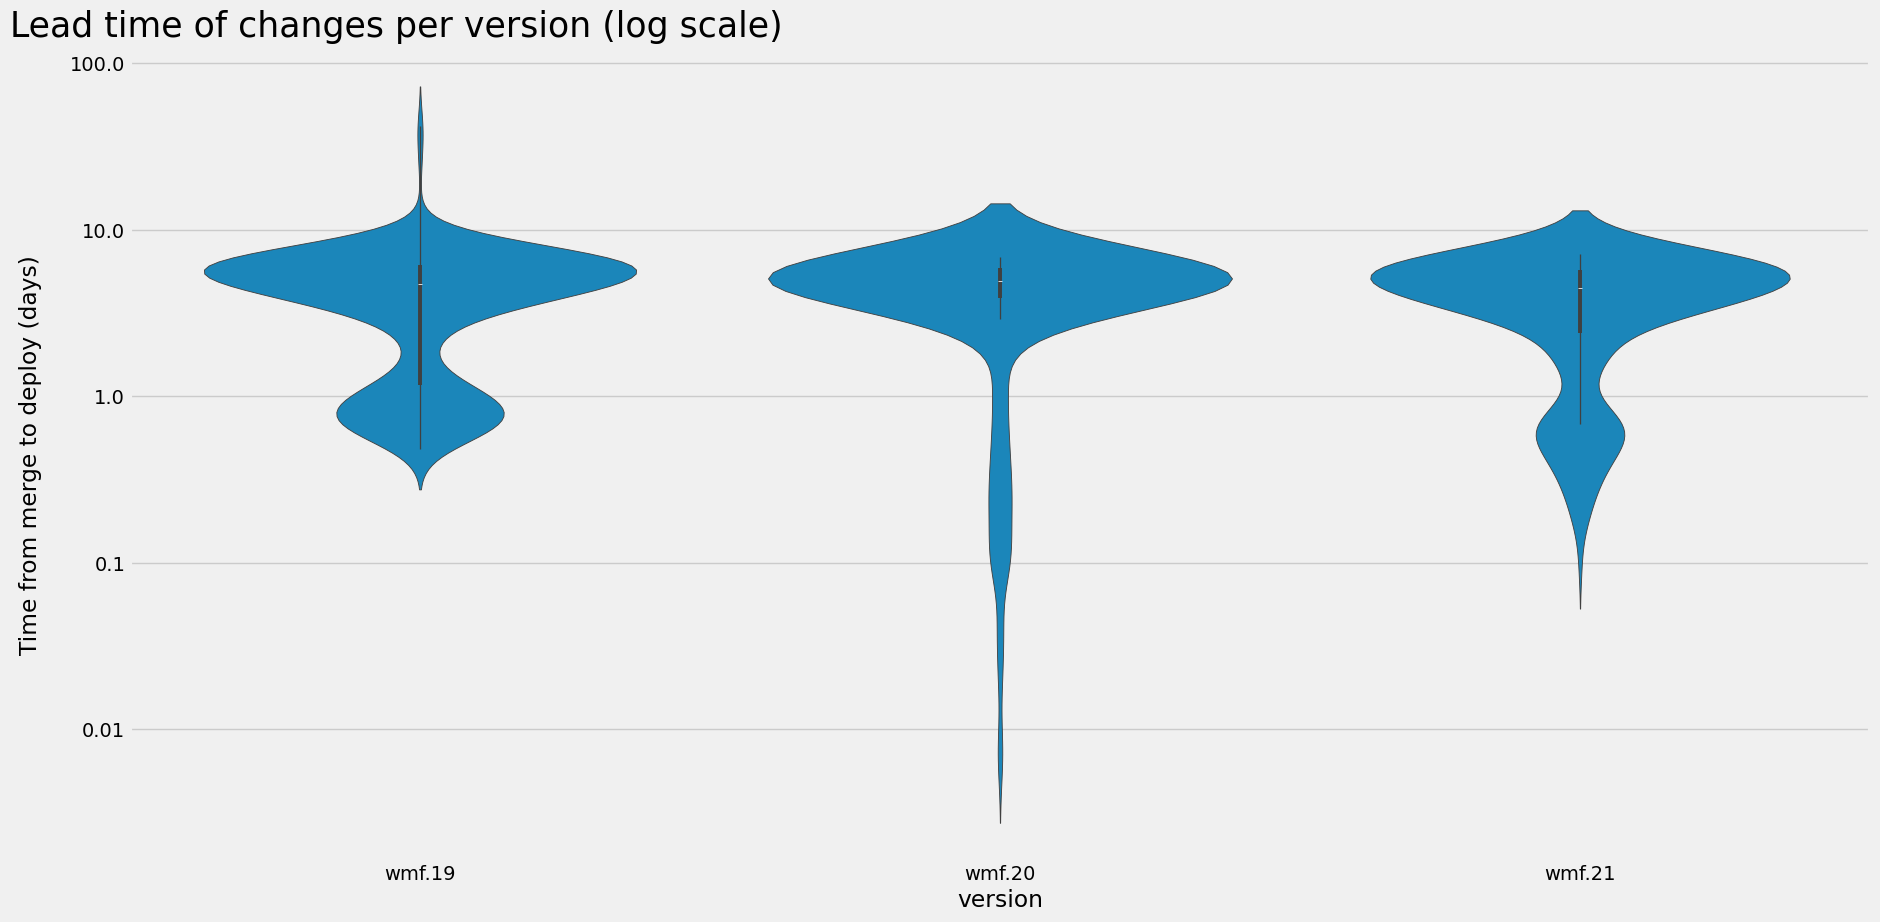 Lead time of changes per version (log scale)
100.0
10.0
1.0
0.1
0.01
Time from merge to deploy (days)
wmf.19
wmf.20
wmf.21
version